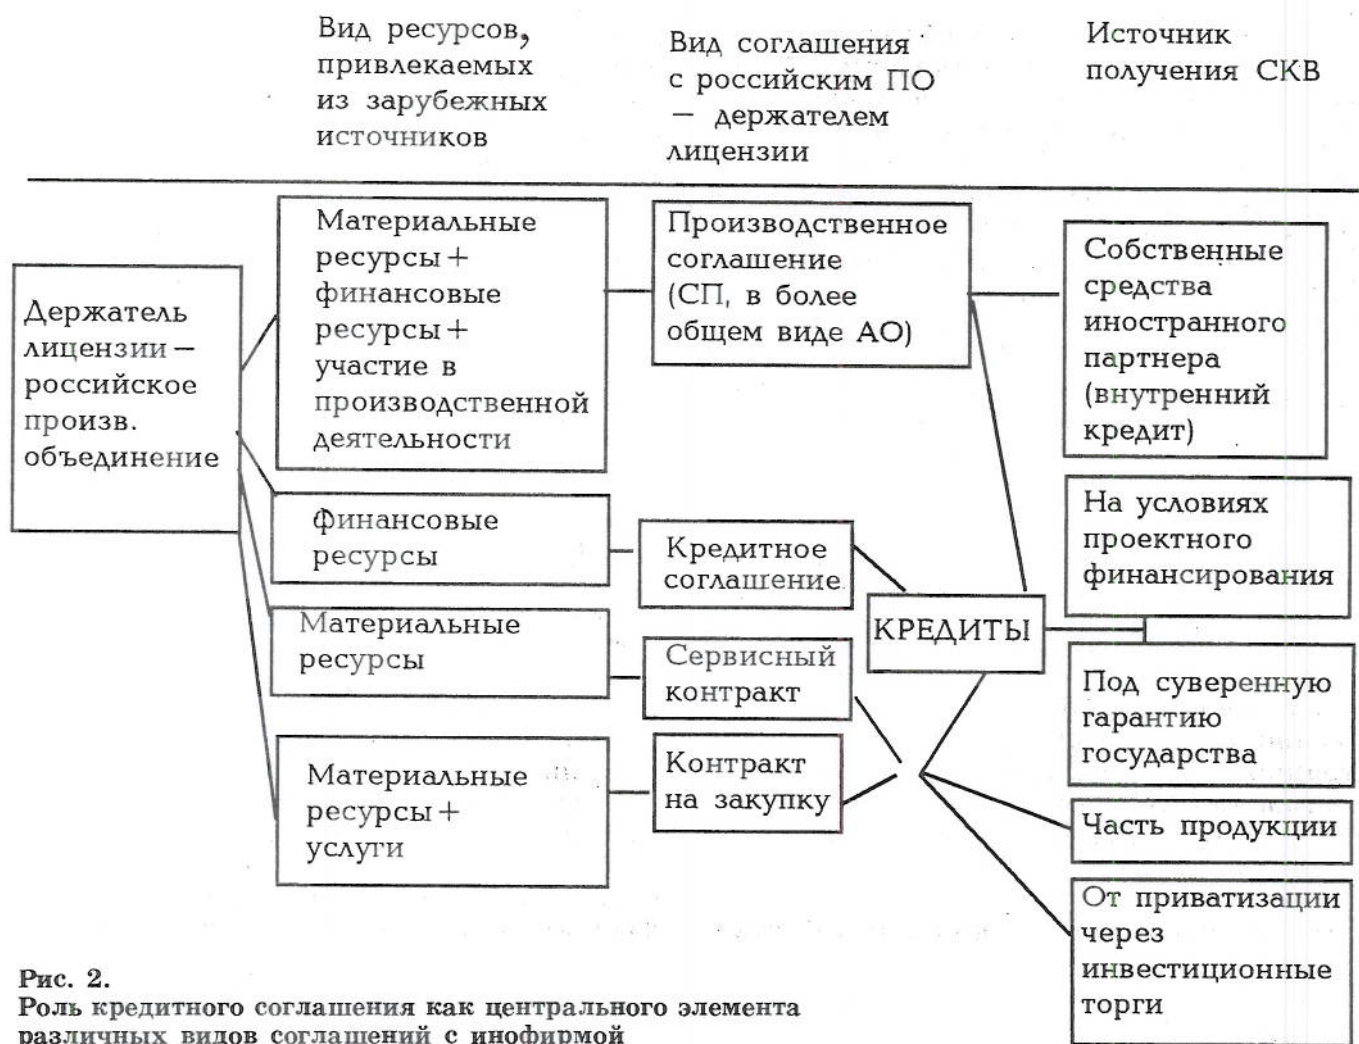 Вид ресурсов,
привлекаемых
из зарубежных
источников
Вид соглашения
с российским ПО
— держателем
лицензии
Источник
получения СКВ
Держатель
лицензии —
российское
произв.
объединение
Материальные
ресурсы +
финансовые
ресурсы +
участие в
производственной
деятельности
Производственное
соглашение
(СП, в более
общем виде АО)
Собственные
средства
иностранного
партнера
(внутренний
кредит)
финансовые
ресурсы
Кредитное
соглашение
На условиях
проектного
финансирования
Материальные
ресурсы
Сервисный
контракт
КРЕДИТЫ
Под суверенную
гарантию
государства
Материальные
ресурсы +
услуги
Контракт
на закупку
Часть продукции
От приватизации
через
инвестиционные
торги
Рис. 2.
Роль кредитного соглашения как центрального элемента
различных видов соглашений с инофирмой